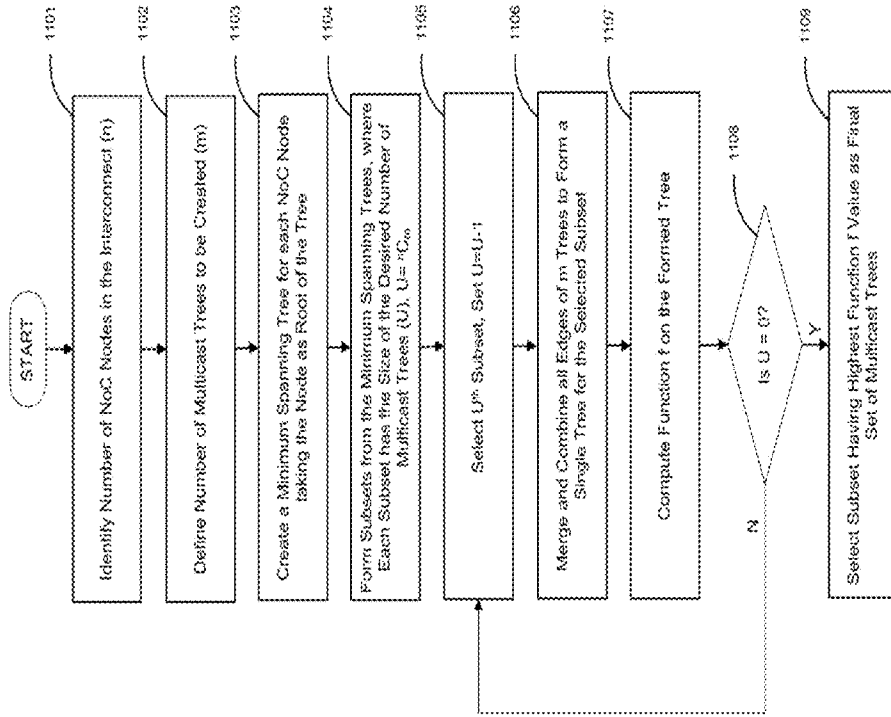 START
1101
Identify Number of NoC Nodes in the Interconnect (n)
1102
Define Number of Multicast Trees to be Created (m)
1103
Create a Minimum Spanning Tree for each NoC Node
taking the Node as Root of the Tree
1104
Form Subsets from the Minimum Spanning Trees, where
Each Subset has the Size of the Desired Number of
Multicast Trees (U), U= ⁿCₘ
1105
Select Uᵗʰ Subset, Set U=U-1
1106
Merge and Combine all Edges of m Trees to Form a
Single Tree for the Selected Subset
1107
Compute Function f on the Formed Tree
1108
Is U = 0?
N
Y
1109
Select Subset Having Highest Function f Value as Final
Set of Multicast Trees